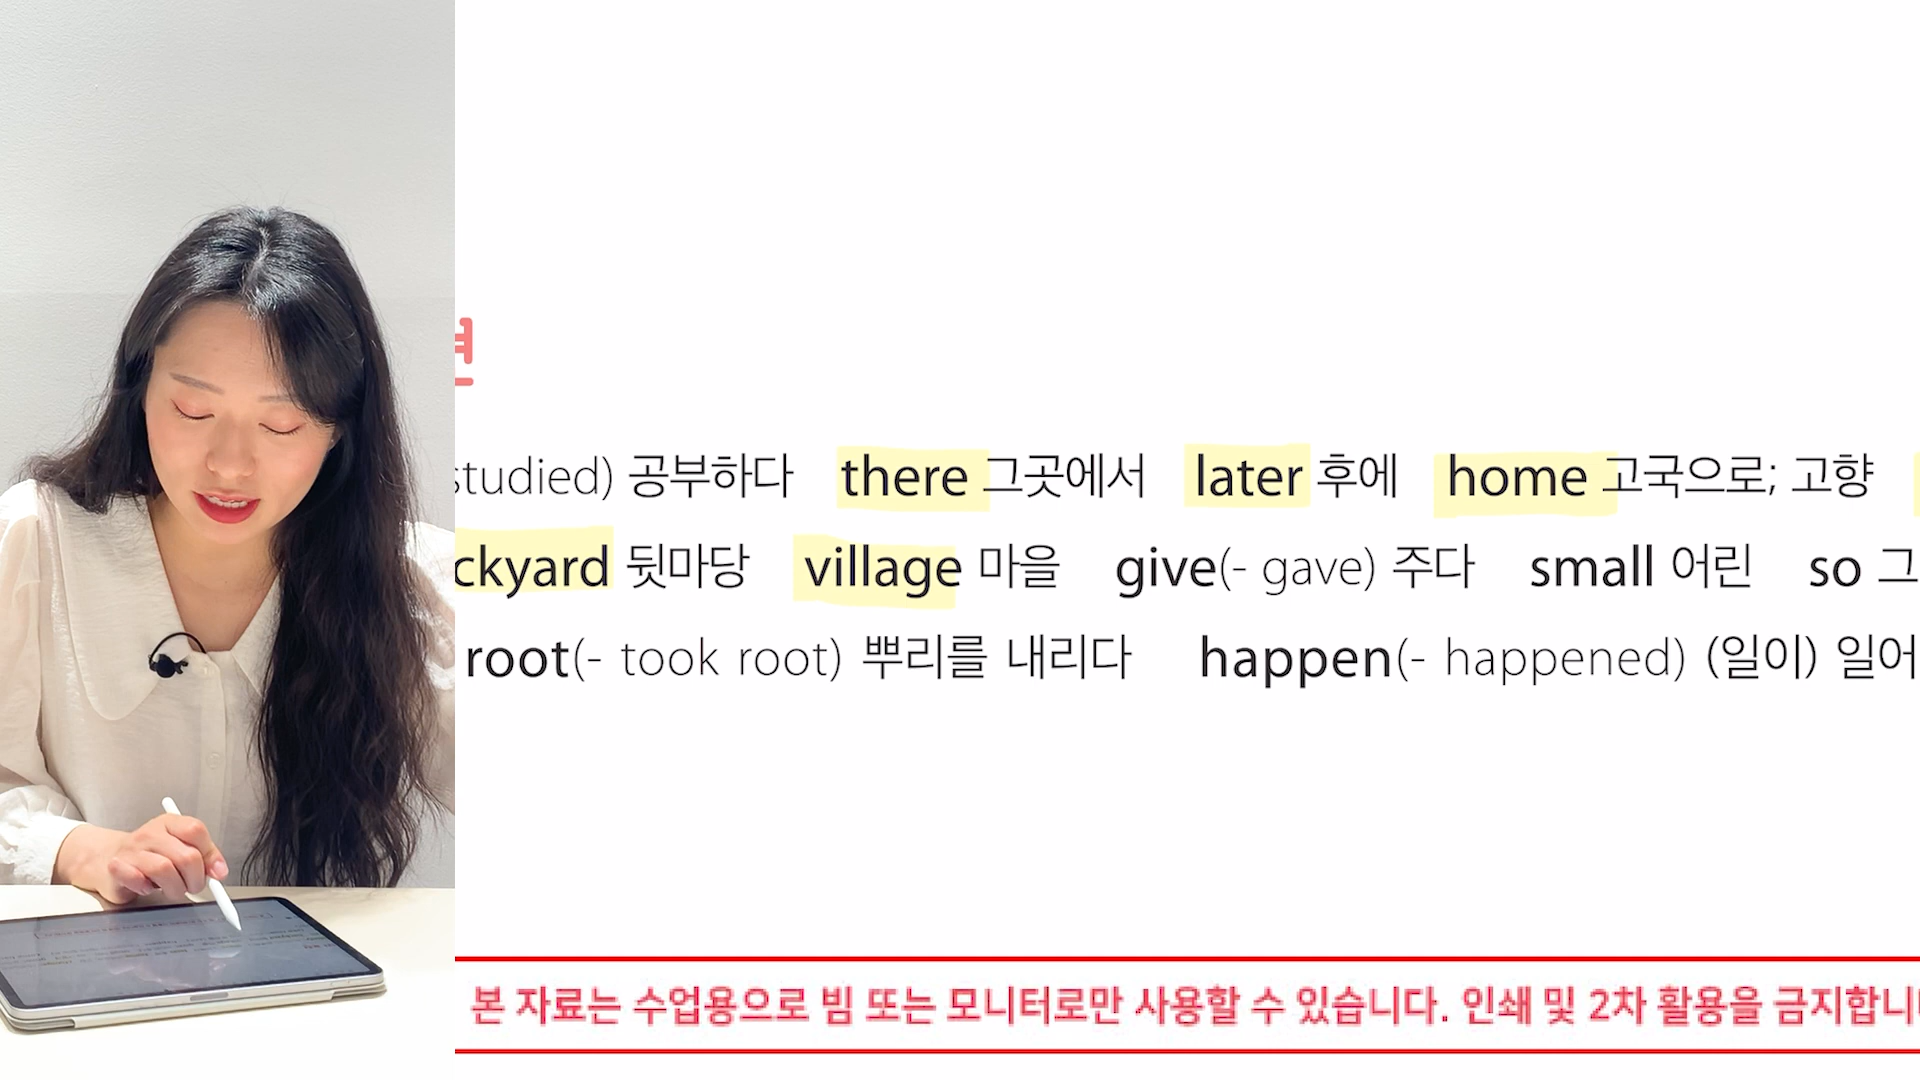 studied) 공부하다 there 그곳에서 later 후에 home 고국으로; 고향
ckyard 뒷마당 village 마을 give(- gave) 주다 small 어린 so 그
root(- took root) 뿌리를 내리다 happen(- happened) (일이) 일어
본 자료는 수업용으로 빔 또는 모니터로만 사용할 수 있습니다. 인쇄 및 2차 활용을 금지합니